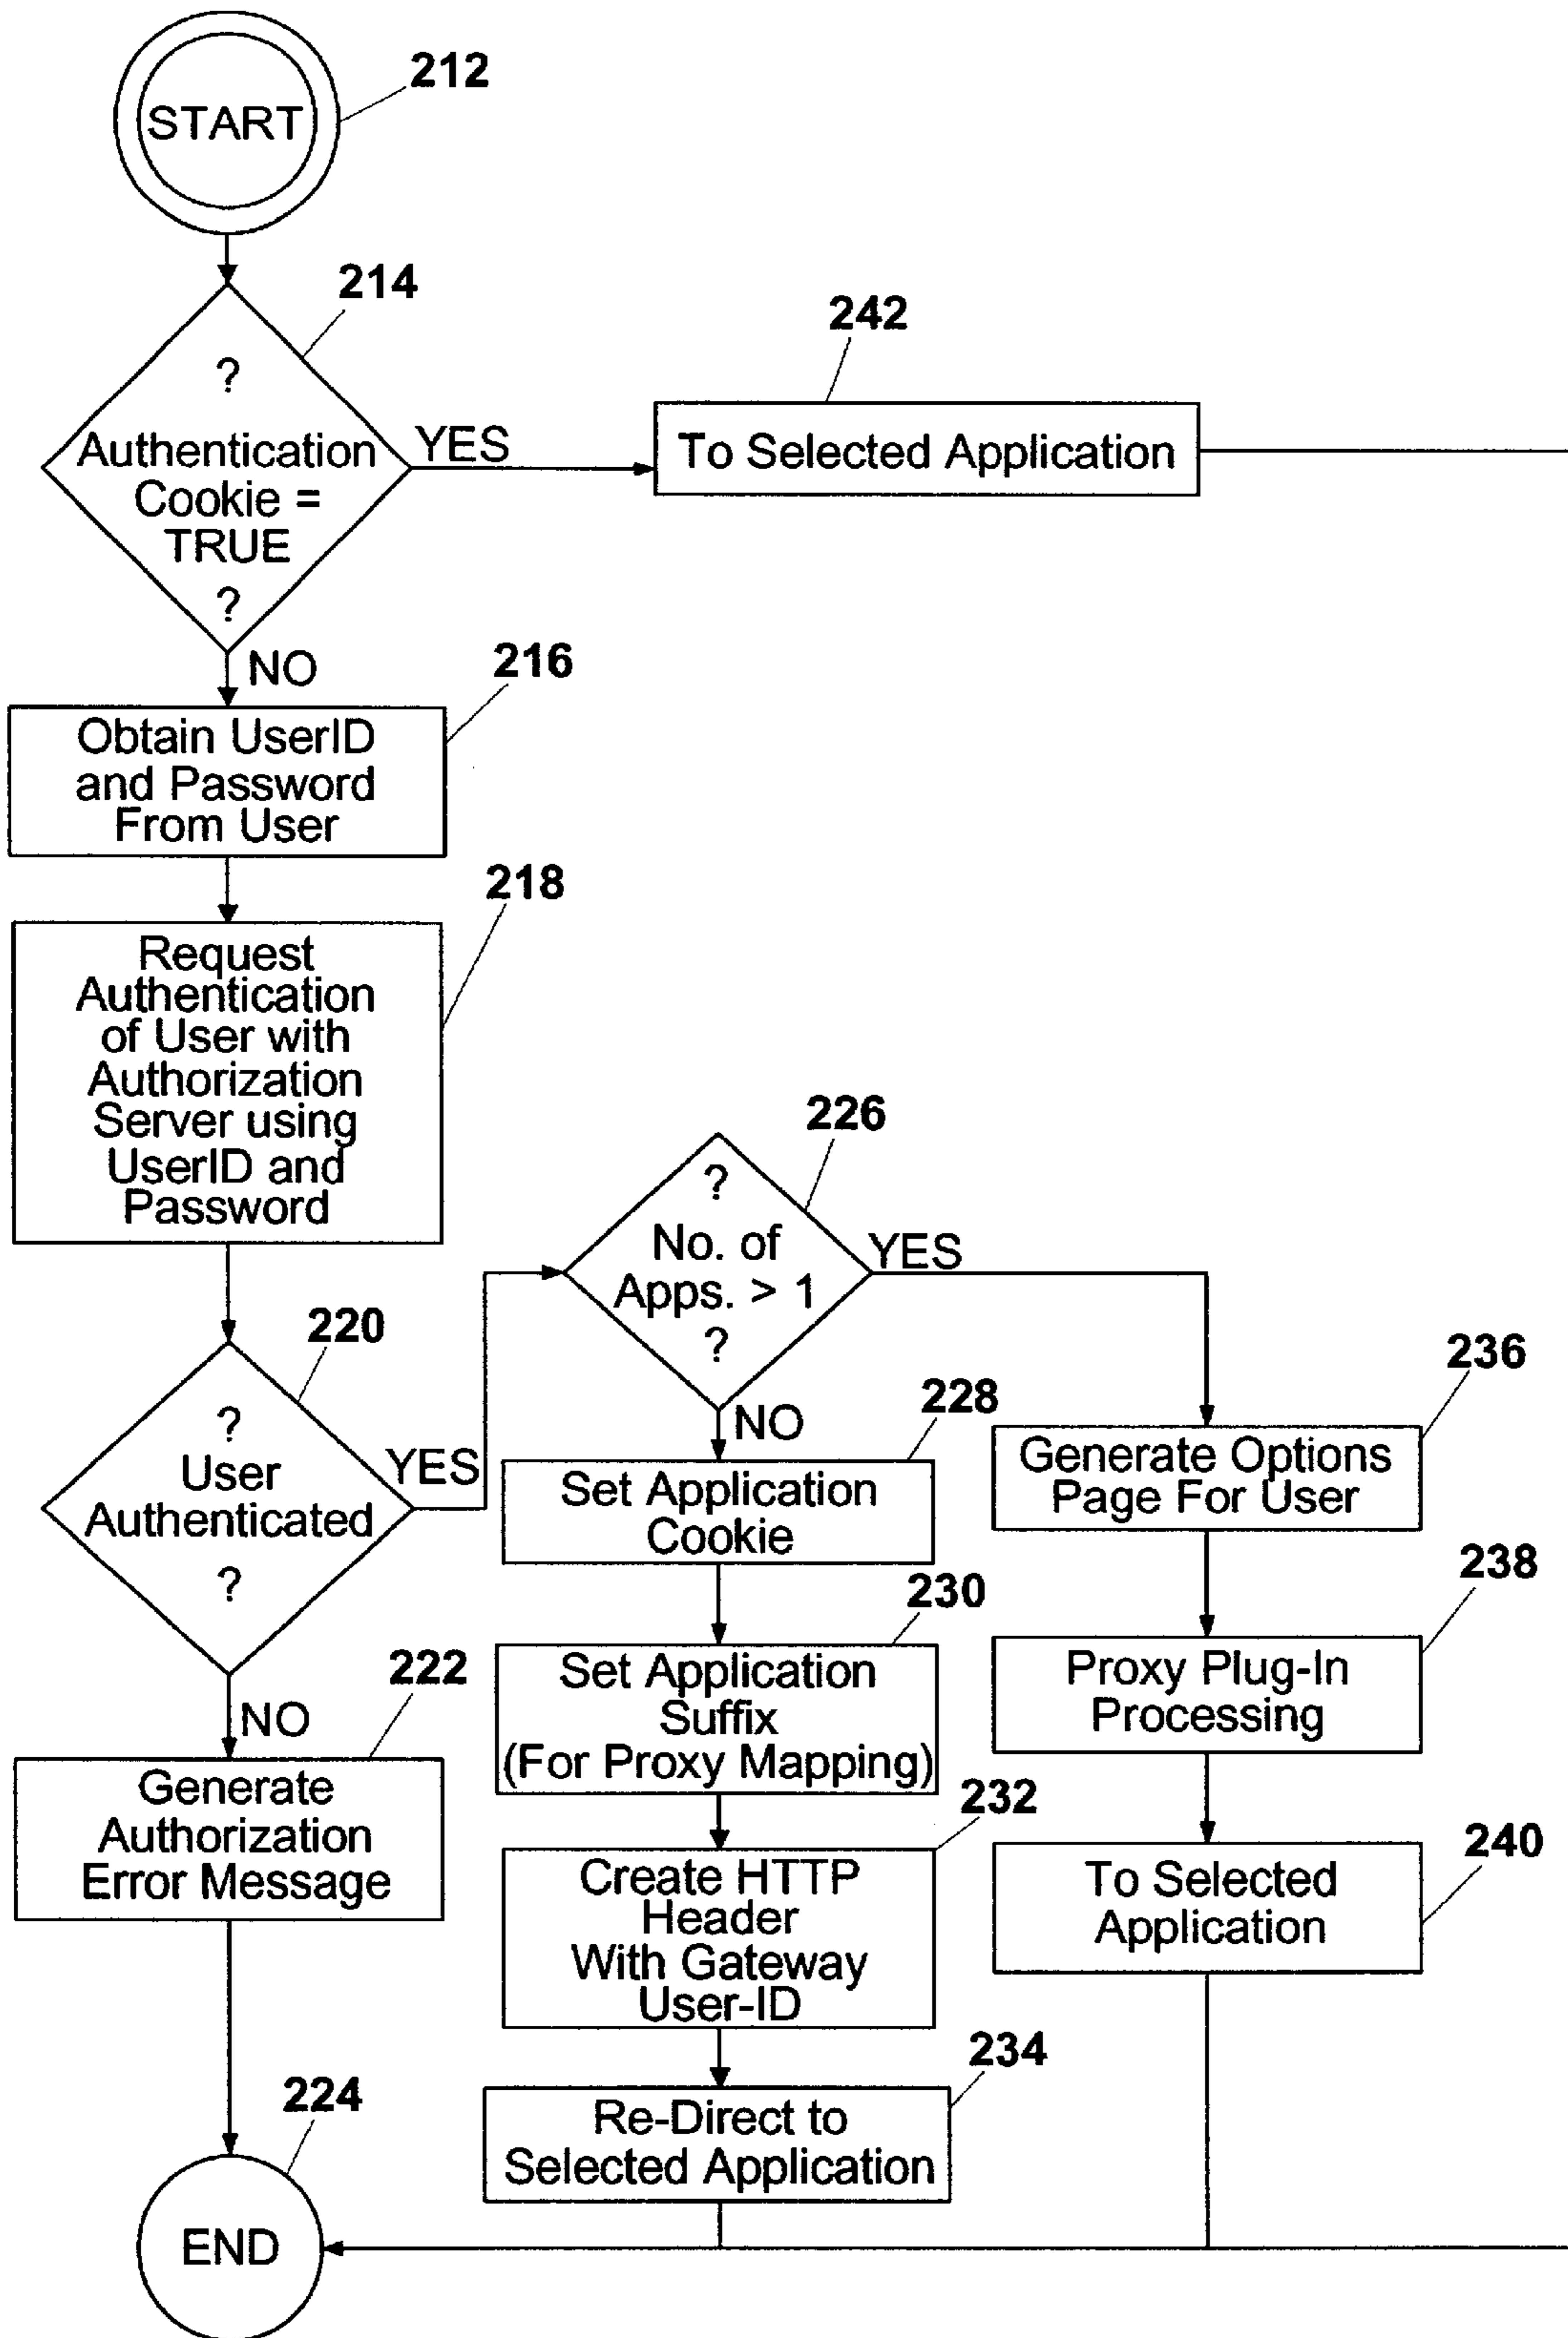 212
START
214
?
Authentication
Cookie =
TRUE
?
YES
242
To Selected Application
NO
216
Obtain UserID
and Password
From User
218
Request
Authentication
of User with
Authorization
Server using
UserID and
Password
220
?
User
Authenticated
?
YES
NO
222
Generate
Authorization
Error Message
224
END
226
?
No. of
Apps. > 1
?
YES
NO
228
Set Application
Cookie
230
Set Application
Suffix
(For Proxy Mapping)
232
Create HTTP
Header
With Gateway
User-ID
234
Re-Direct to
Selected Application
236
Generate Options
Page For User
238
Proxy Plug-In
Processing
240
To Selected
Application